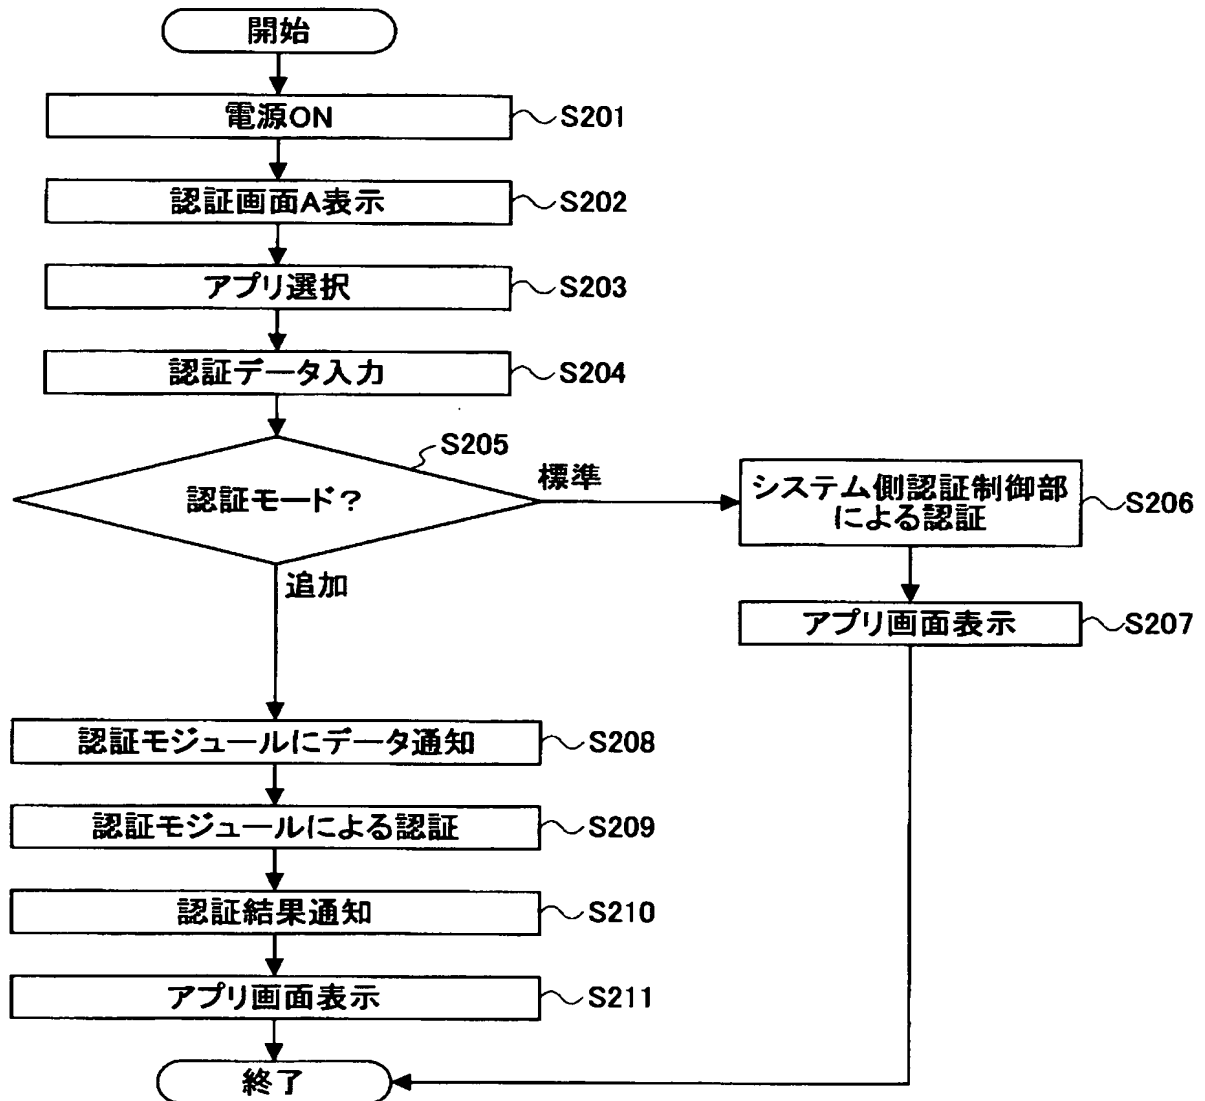 開始
電源ON
S201
認証画面A表示
S202
アプリ選択
S203
認証データ入力
S204
S205
認証モード?
標準
追加
システム側認証制御部
による認証
S206
アプリ画面表示
S207
認証モジュールにデータ通知
S208
認証モジュールによる認証
S209
認証結果通知
S210
アプリ画面表示
S211
終了